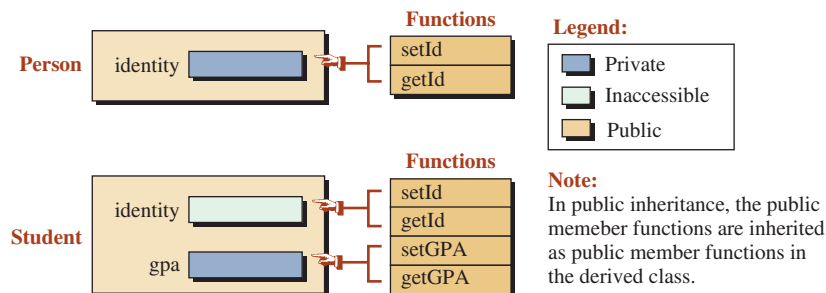 Functions
Person
identity
setId
getId
Legend:
Private
Inaccessible
Public
Functions
Student
identity
gpa
setId
getId
setGPA
getGPA
Note:
In public inheritance, the public
memeber functions are inherited
as public member functions in
the derived class.